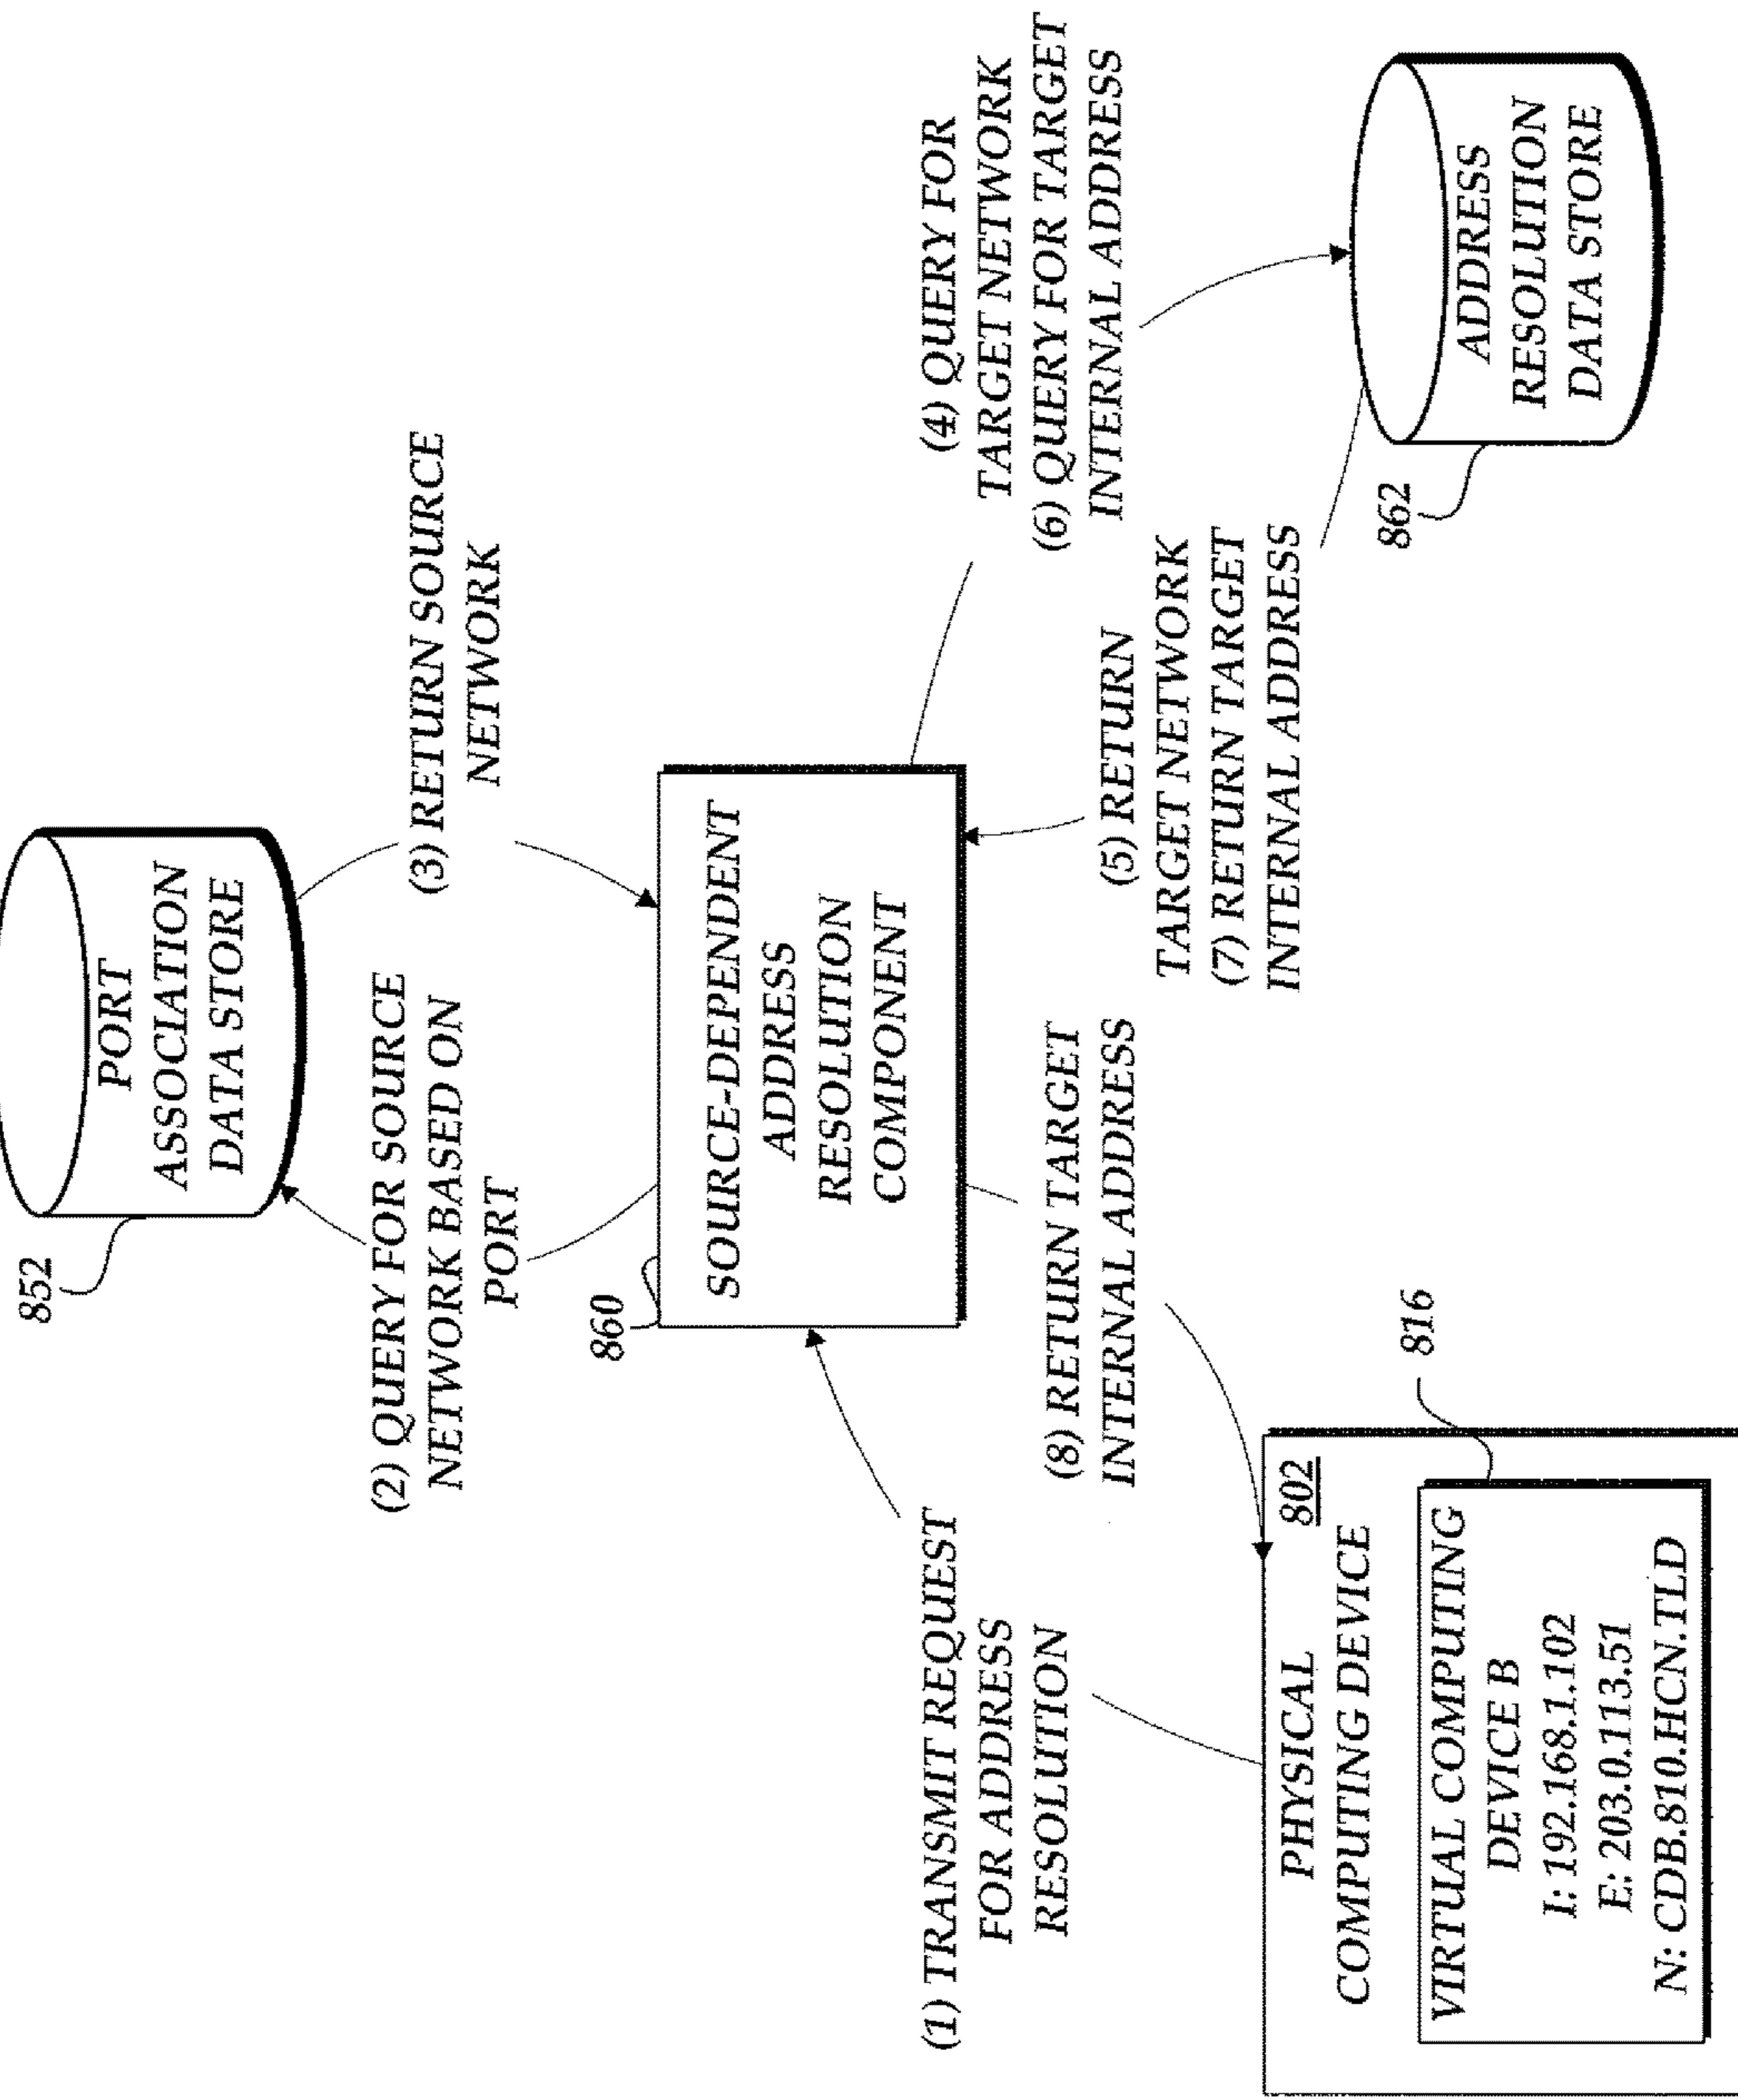 852
PORT
ASSOCIATION
DATA STORE
(2) QUERY FOR SOURCE
NETWORK BASED ON
PORT
(3) RETURN SOURCE
NETWORK
860
SOURCE-DEPENDENT
ADDRESS
RESOLUTION
COMPONENT
(1) TRANSMIT REQUEST
FOR ADDRESS
RESOLUTION
(8) RETURN TARGET
INTERNAL ADDRESS
(5) RETURN
TARGET NETWORK
(7) RETURN TARGET
INTERNAL ADDRESS
(4) QUERY FOR
TARGET NETWORK
(6) QUERY FOR TARGET
INTERNAL ADDRESS
PHYSICAL
COMPUTING DEVICE
802
VIRTUAL COMPUTING
DEVICE B
I: 192.168.1.102
E: 203.0.113.51
N: CDB.810.HCN.TLD
816
862
ADDRESS
RESOLUTION
DATA STORE